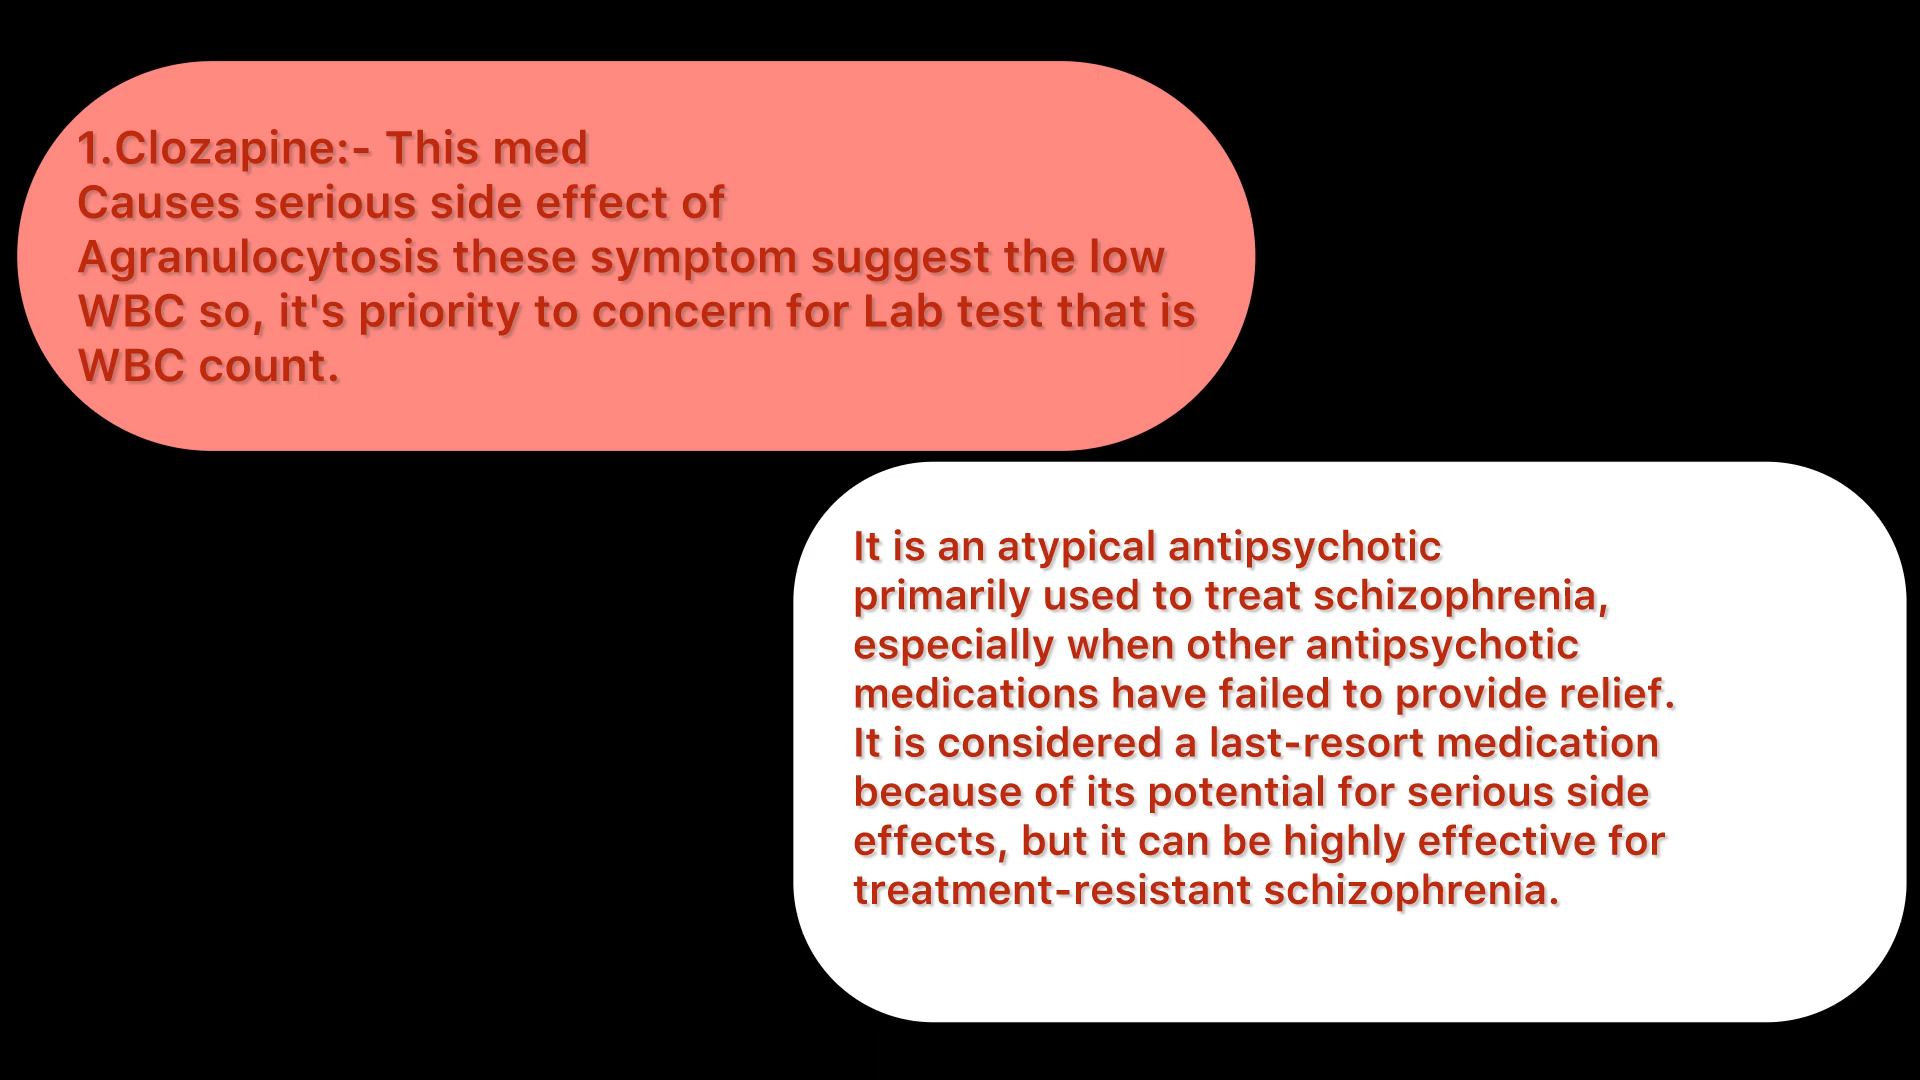 1.Clozapine:- This med
Causes serious side effect of
Agranulocytosis these symptom suggest the low
WBC so, it's priority to concern for Lab test that is
WBC count.
It is an atypical antipsychotic
primarily used to treat schizophrenia,
especially when other antipsychotic
medications have failed to provide relief.
It is considered a last-resort medication
because of its potential for serious side
effects, but it can be highly effective for
treatment-resistant schizophrenia.